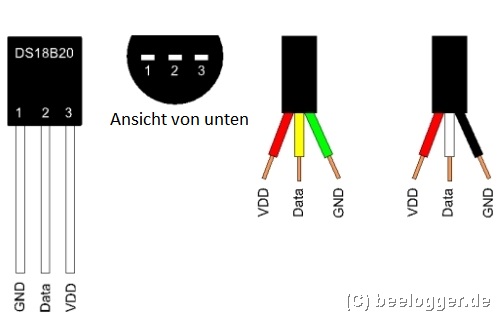 DS18B20
1 2 3
GND Data VDD
1 2 3
Ansicht von unten
VDD Data GND
VDD Data GND
(C) beelogger.de